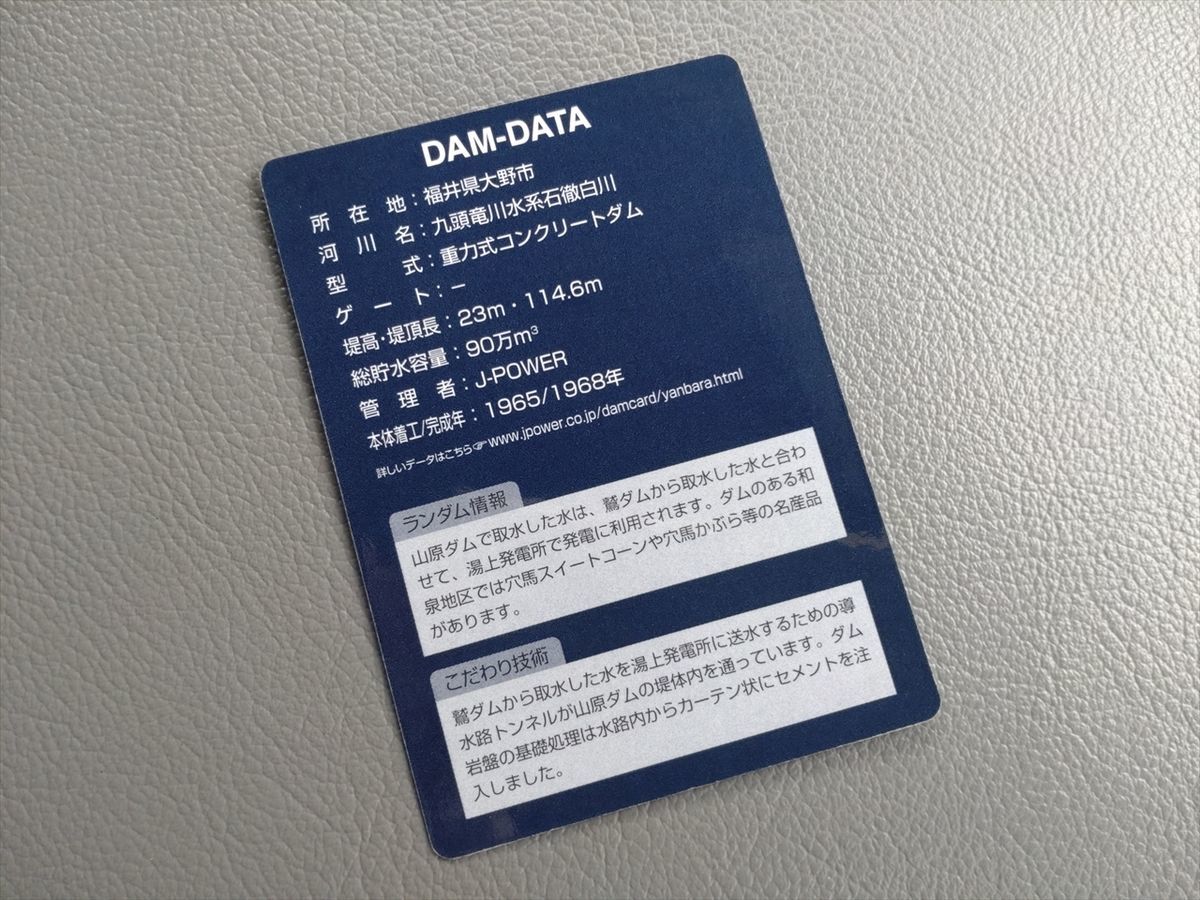 DAM-DATA
所在地：福井県大野市
河川名：九頭竜川水系石徹白川
型式：重力式コンクリートダム
ゲート：－
堤高・堤頂長：23m・114.6m
総貯水容量：90万m³
管理者：J-POWER
本体着工/完成年：1965/1968年
詳しいデータはこちら☞www.jpower.co.jp/damcard/yanbara.html
ランダム情報
山原ダムで取水した水は、鷲ダムから取水した水と合わ
せて、湯上発電所で発電に利用されます。ダムのある和
泉地区では穴馬スイートコーンや穴馬かぶら等の名産品
があります。
こだわり技術
鷲ダムから取水した水を湯上発電所に送水するための導
水路トンネルが山原ダムの堤体内を通っています。ダム
岩盤の基礎処理は水路内からカーテン状にセメントを注
入しました。